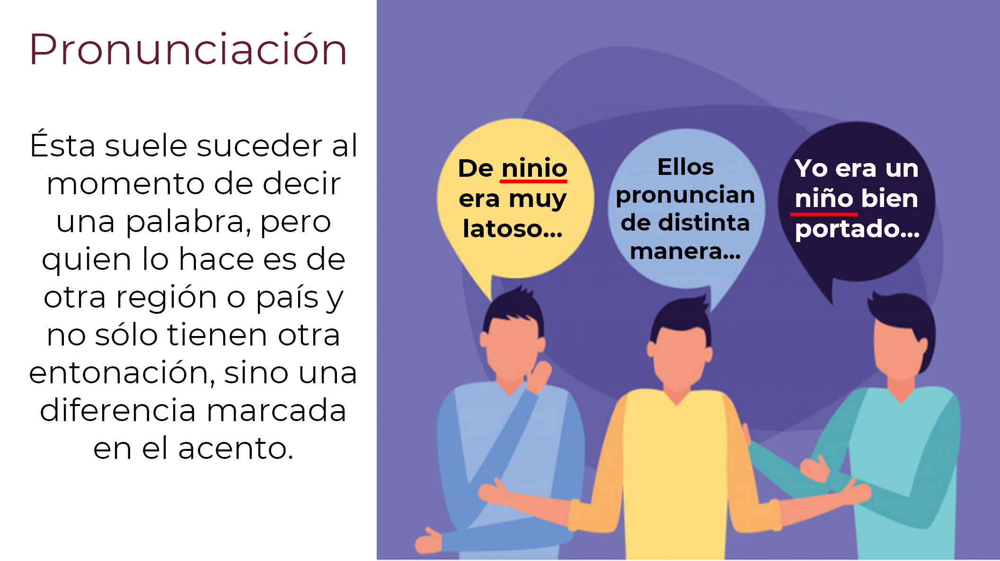 Pronunciación
Ésta suele suceder al
momento de decir
una palabra, pero
quien lo hace es de
otra región o país y
no sólo tienen otra
entonación, sino una
diferencia marcada
en el acento.
De ninio
era muy
latoso...
Ellos
pronuncian
de distinta
manera...
Yo era un
niño bien
portado...